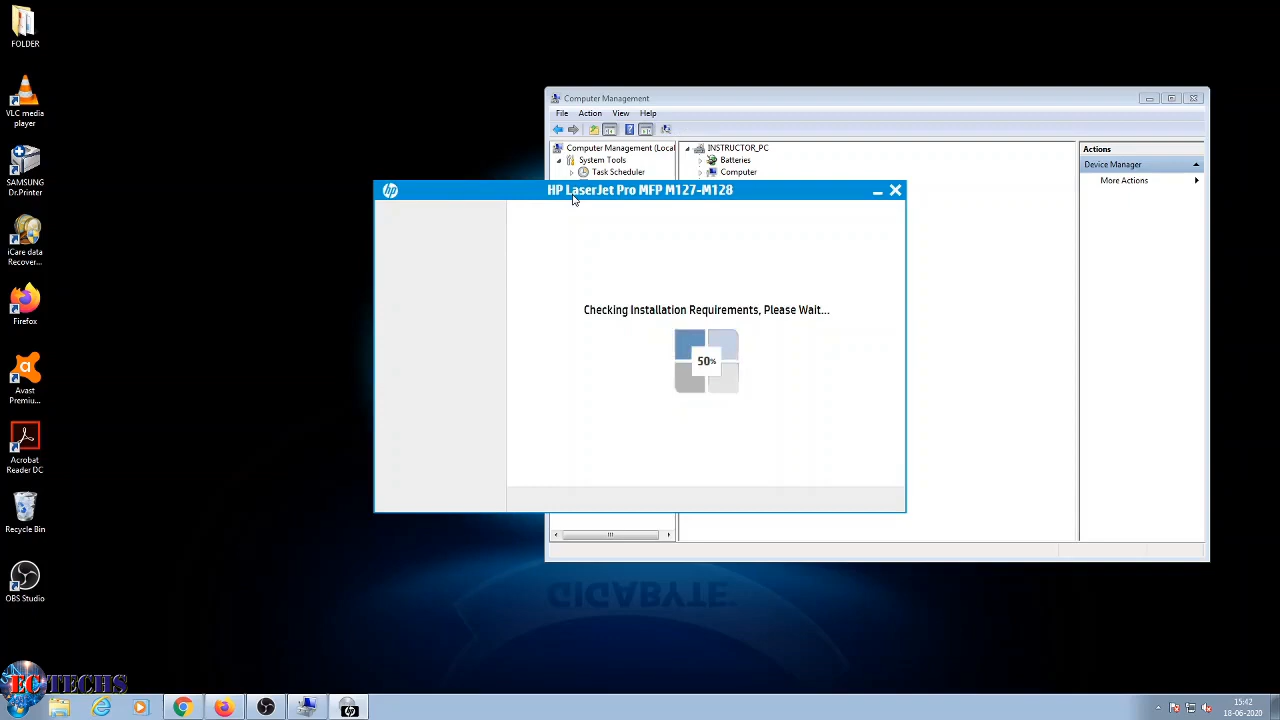 FOLDER
VLC media
player
SAMSUNG
Dr.Printer
iCare data
Recover...
Firefox
Avast
Premiu...
Acrobat
Reader DC
Recycle Bin
OBS Studio
Computer Management
File Action View Help
Computer Management (Local
System Tools
Task Scheduler
INSTRUCTOR_PC
Batteries
Computer
Actions
Device Manager
More Actions
hp
HP LaserJet Pro MFP M127-M128
Checking Installation Requirements, Please Wait...
50%
GIGABYTE
EC TECHS
15:42
18-06-2020